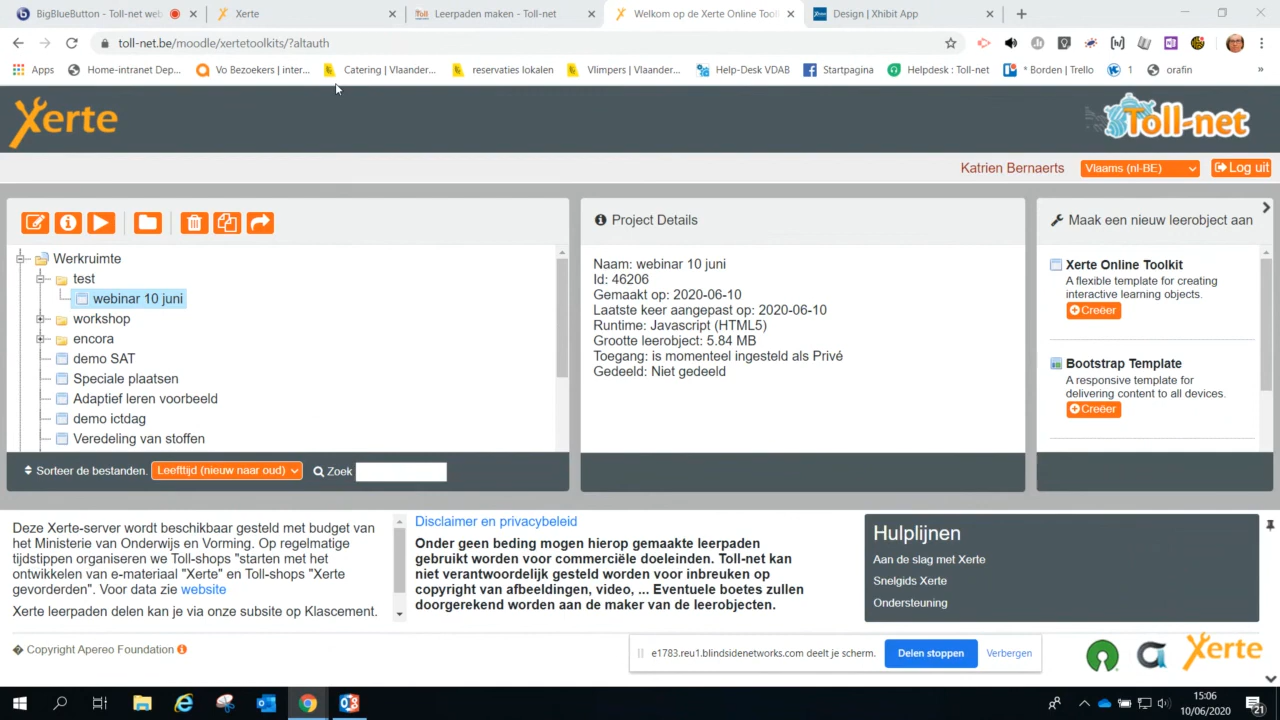 BigBlueButton - Toll-net web
Xerte
Leerpaden maken - Toll-net
Welkom op de Xerte Online Tool
Design | Xhibit App
toll-net.be/moodle/xertetoolkits/?altauth
Apps
Home-intranet Dep...
Vo Bezoekers | inter...
Catering | Vlaander...
reservaties lokalen
Vlimpers | Vlaander...
Help-Desk VDAB
Startpagina
Helpdesk : Toll-net
* Borden | Trello
1
orafin
»
Xerte
Toll-net
Katrien Bernaerts
Vlaams (nl-BE)
Log uit
Werkruimte
test
webinar 10 juni
workshop
encora
demo SAT
Speciale plaatsen
Adaptief leren voorbeeld
demo ictdag
Veredeling van stoffen
Sorteer de bestanden.
Leeftijd (nieuw naar oud)
Zoek
Project Details
Naam: webinar 10 juni
Id: 46206
Gemaakt op: 2020-06-10
Laatste keer aangepast op: 2020-06-10
Runtime: Javascript (HTML5)
Grootte leerobject: 5.84 MB
Toegang: is momenteel ingesteld als Privé
Gedeeld: Niet gedeeld
Maak een nieuw leerobject aan
Xerte Online Toolkit
A flexible template for creating
interactive learning objects.
Creëer
Bootstrap Template
A responsive template for
delivering content to all devices.
Creëer
Deze Xerte-server wordt beschikbaar gesteld met budget van
het Ministerie van Onderwijs en Vorming. Op regelmatige
tijdstippen organiseren we Toll-shops "starten met het
ontwikkelen van e-materiaal "Xerte" en Toll-shops "Xerte
gevorderden". Voor data zie website
Xerte leerpaden delen kan je via onze subsite op Klascement.
Disclaimer en privacybeleid
Onder geen beding mogen hierop gemaakte leerpaden
gebruikt worden voor commerciële doeleinden. Toll-net kan
niet verantwoordelijk gesteld worden voor inbreuken op
copyright van afbeeldingen, video, ... Eventuele boetes zullen
doorgerekend worden aan de maker van de leerobjecten.
Hulplijnen
Aan de slag met Xerte
Snelgids Xerte
Ondersteuning
� Copyright Apereo Foundation
e1783.reu1.blindsidenetworks.com deelt je scherm.
Delen stoppen
Verbergen
Xerte
15:06
10/06/2020
21